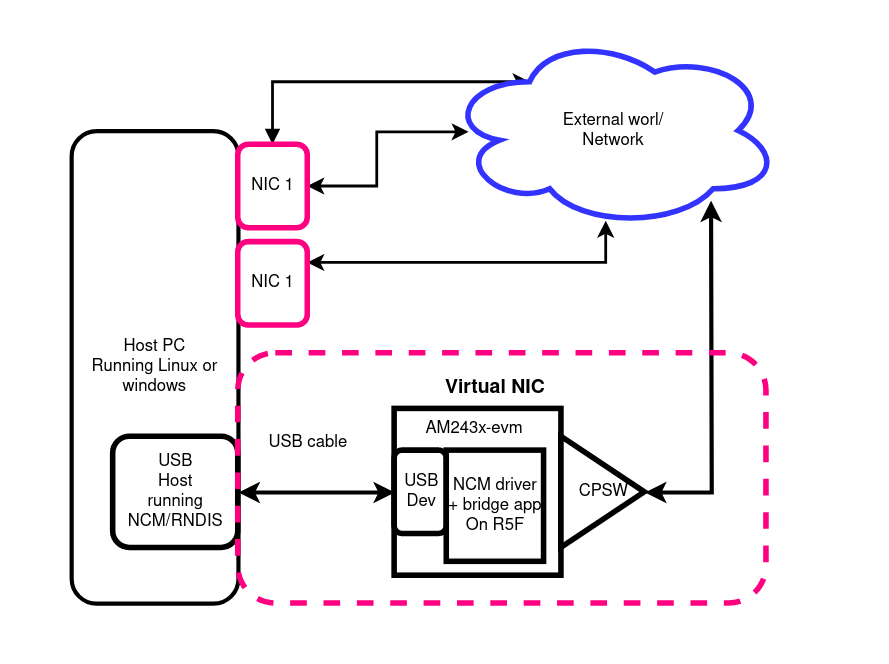 External worl/
Network
NIC 1
NIC 1
Host PC
Running Linux or
windows
Virtual NIC
AM243x-evm
USB cable
USB
Host
running
NCM/RNDIS
USB
Dev
NCM driver
+ bridge app
On R5F
CPSW